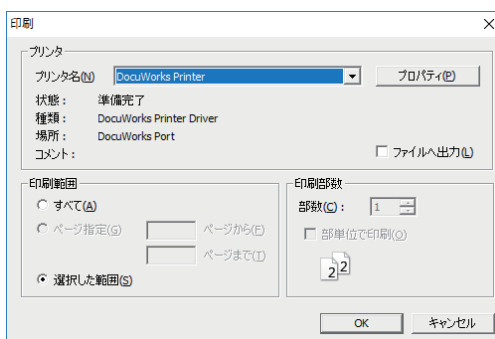 印刷
プリンタ
プリンタ名(N) DocuWorks Printer プロパティ(P)
状態： 準備完了
種類： DocuWorks Printer Driver
場所： DocuWorks Port
コメント： ファイルへ出力(L)
印刷範囲
すべて(A)
ページ指定(G) ページから(F)
ページまで(T)
選択した範囲(S)
印刷部数
部数(C)： 1
部単位で印刷(O)
2 2
OK キャンセル